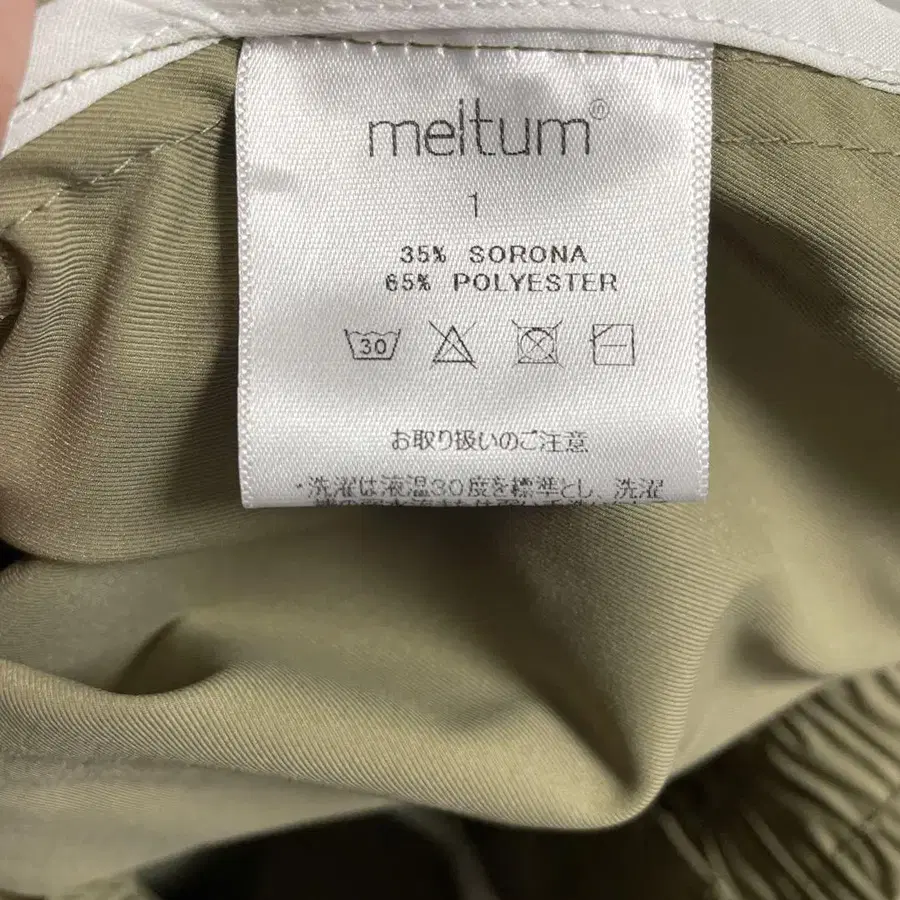 meltum®
1
35% SORONA
65% POLYESTER
30
お取り扱いのご注意
*洗濯は液温30度を標準とし、洗濯